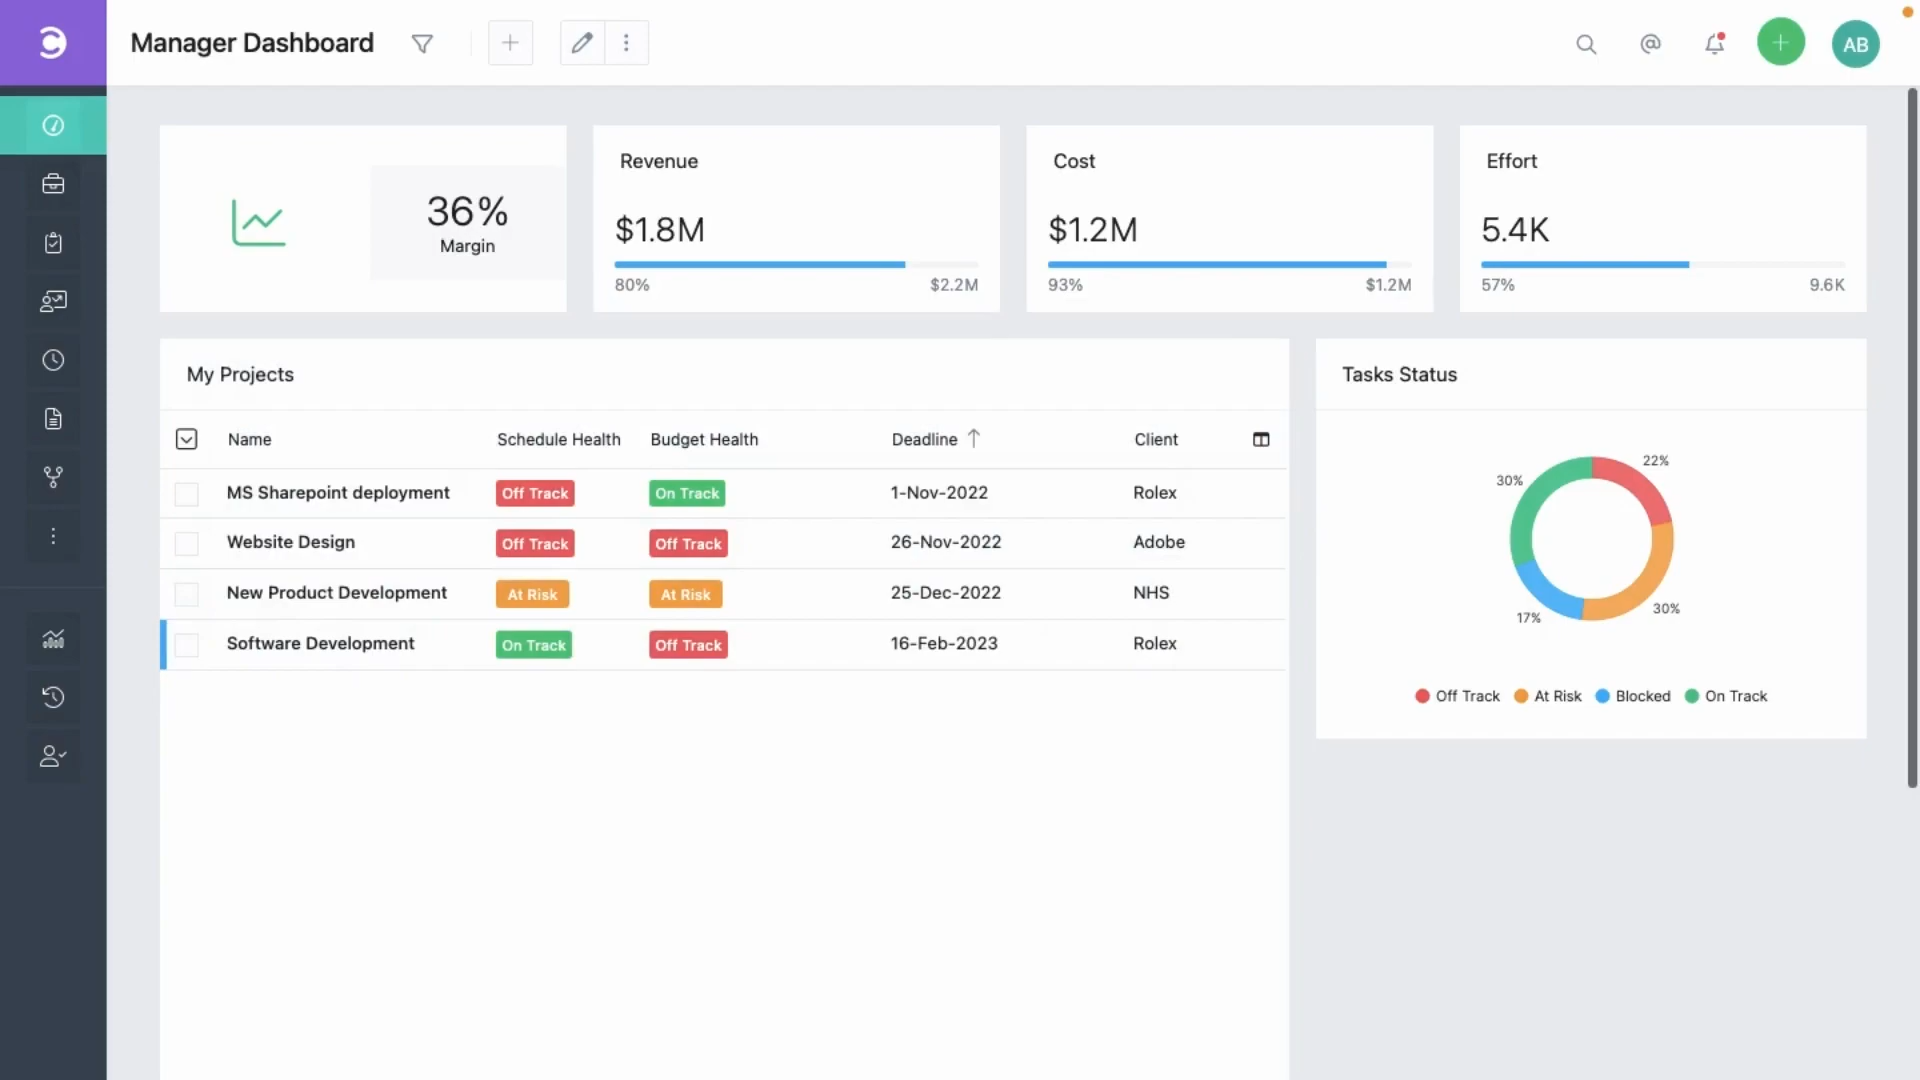 Manager Dashboard
AB
36%
Margin
Revenue
$1.8M
80% $2.2M
Cost
$1.2M
93% $1.2M
Effort
5.4K
57% 9.6K
My Projects
Name Schedule Health Budget Health Deadline Client
MS Sharepoint deployment Off Track On Track 1-Nov-2022 Rolex
Website Design Off Track Off Track 26-Nov-2022 Adobe
New Product Development At Risk At Risk 25-Dec-2022 NHS
Software Development On Track Off Track 16-Feb-2023 Rolex
Tasks Status
22%
30%
30%
17%
Off Track At Risk Blocked On Track